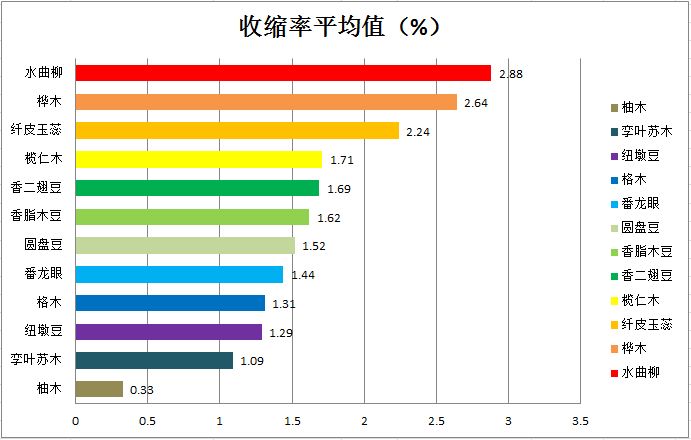 收缩率平均值（%）
水曲柳 2.88
桦木 2.64
纤皮玉蕊 2.24
榄仁木 1.71
香二翅豆 1.69
香脂木豆 1.62
圆盘豆 1.52
番龙眼 1.44
格木 1.31
纽墩豆 1.29
孪叶苏木 1.09
柚木 0.33
0 0.5 1 1.5 2 2.5 3 3.5
柚木
孪叶苏木
纽墩豆
格木
番龙眼
圆盘豆
香脂木豆
香二翅豆
榄仁木
纤皮玉蕊
桦木
水曲柳